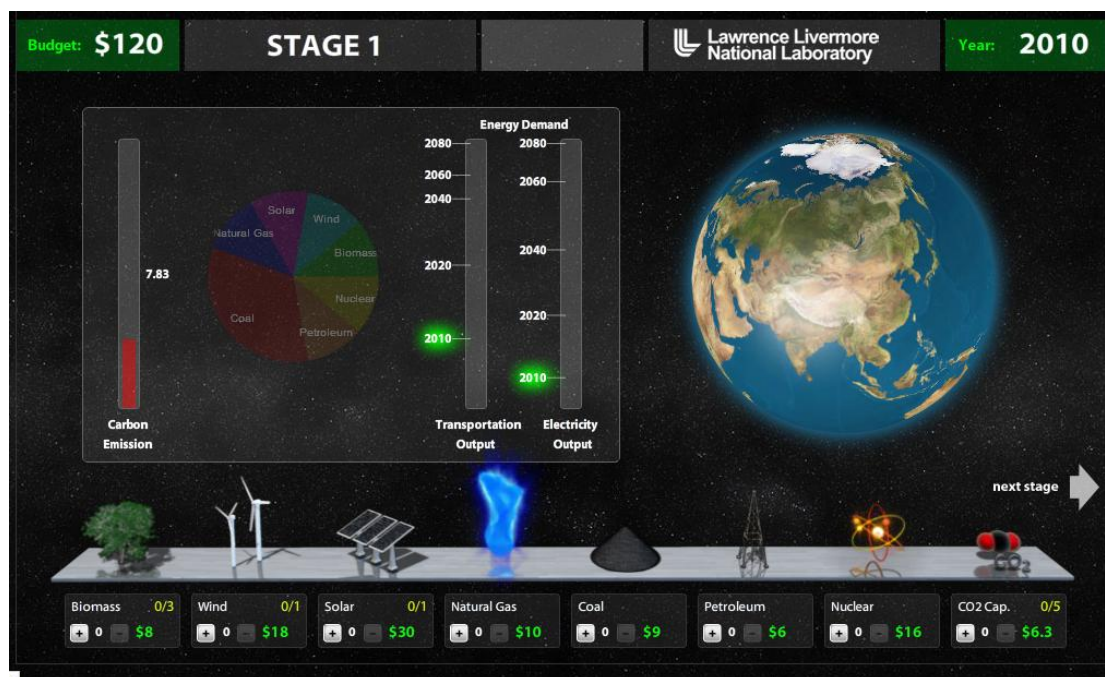 Budget: $120
STAGE 1
Lawrence Livermore
National Laboratory
Year: 2010
Energy Demand
2080
2060
2040
2020
2010
2080
2060
2040
2020
2010
7.83
Solar
Wind
Natural Gas
Biomass
Nuclear
Coal
Petroleum
Carbon
Emission
Transportation
Output
Electricity
Output
next stage
CO2
Biomass 0/3
+ 0 - $8
Wind 0/1
+ 0 - $18
Solar 0/1
+ 0 - $30
Natural Gas
+ 0 - $10
Coal
+ 0 - $9
Petroleum
+ 0 - $6
Nuclear
+ 0 - $16
CO2 Cap. 0/5
+ 0 - $6.3